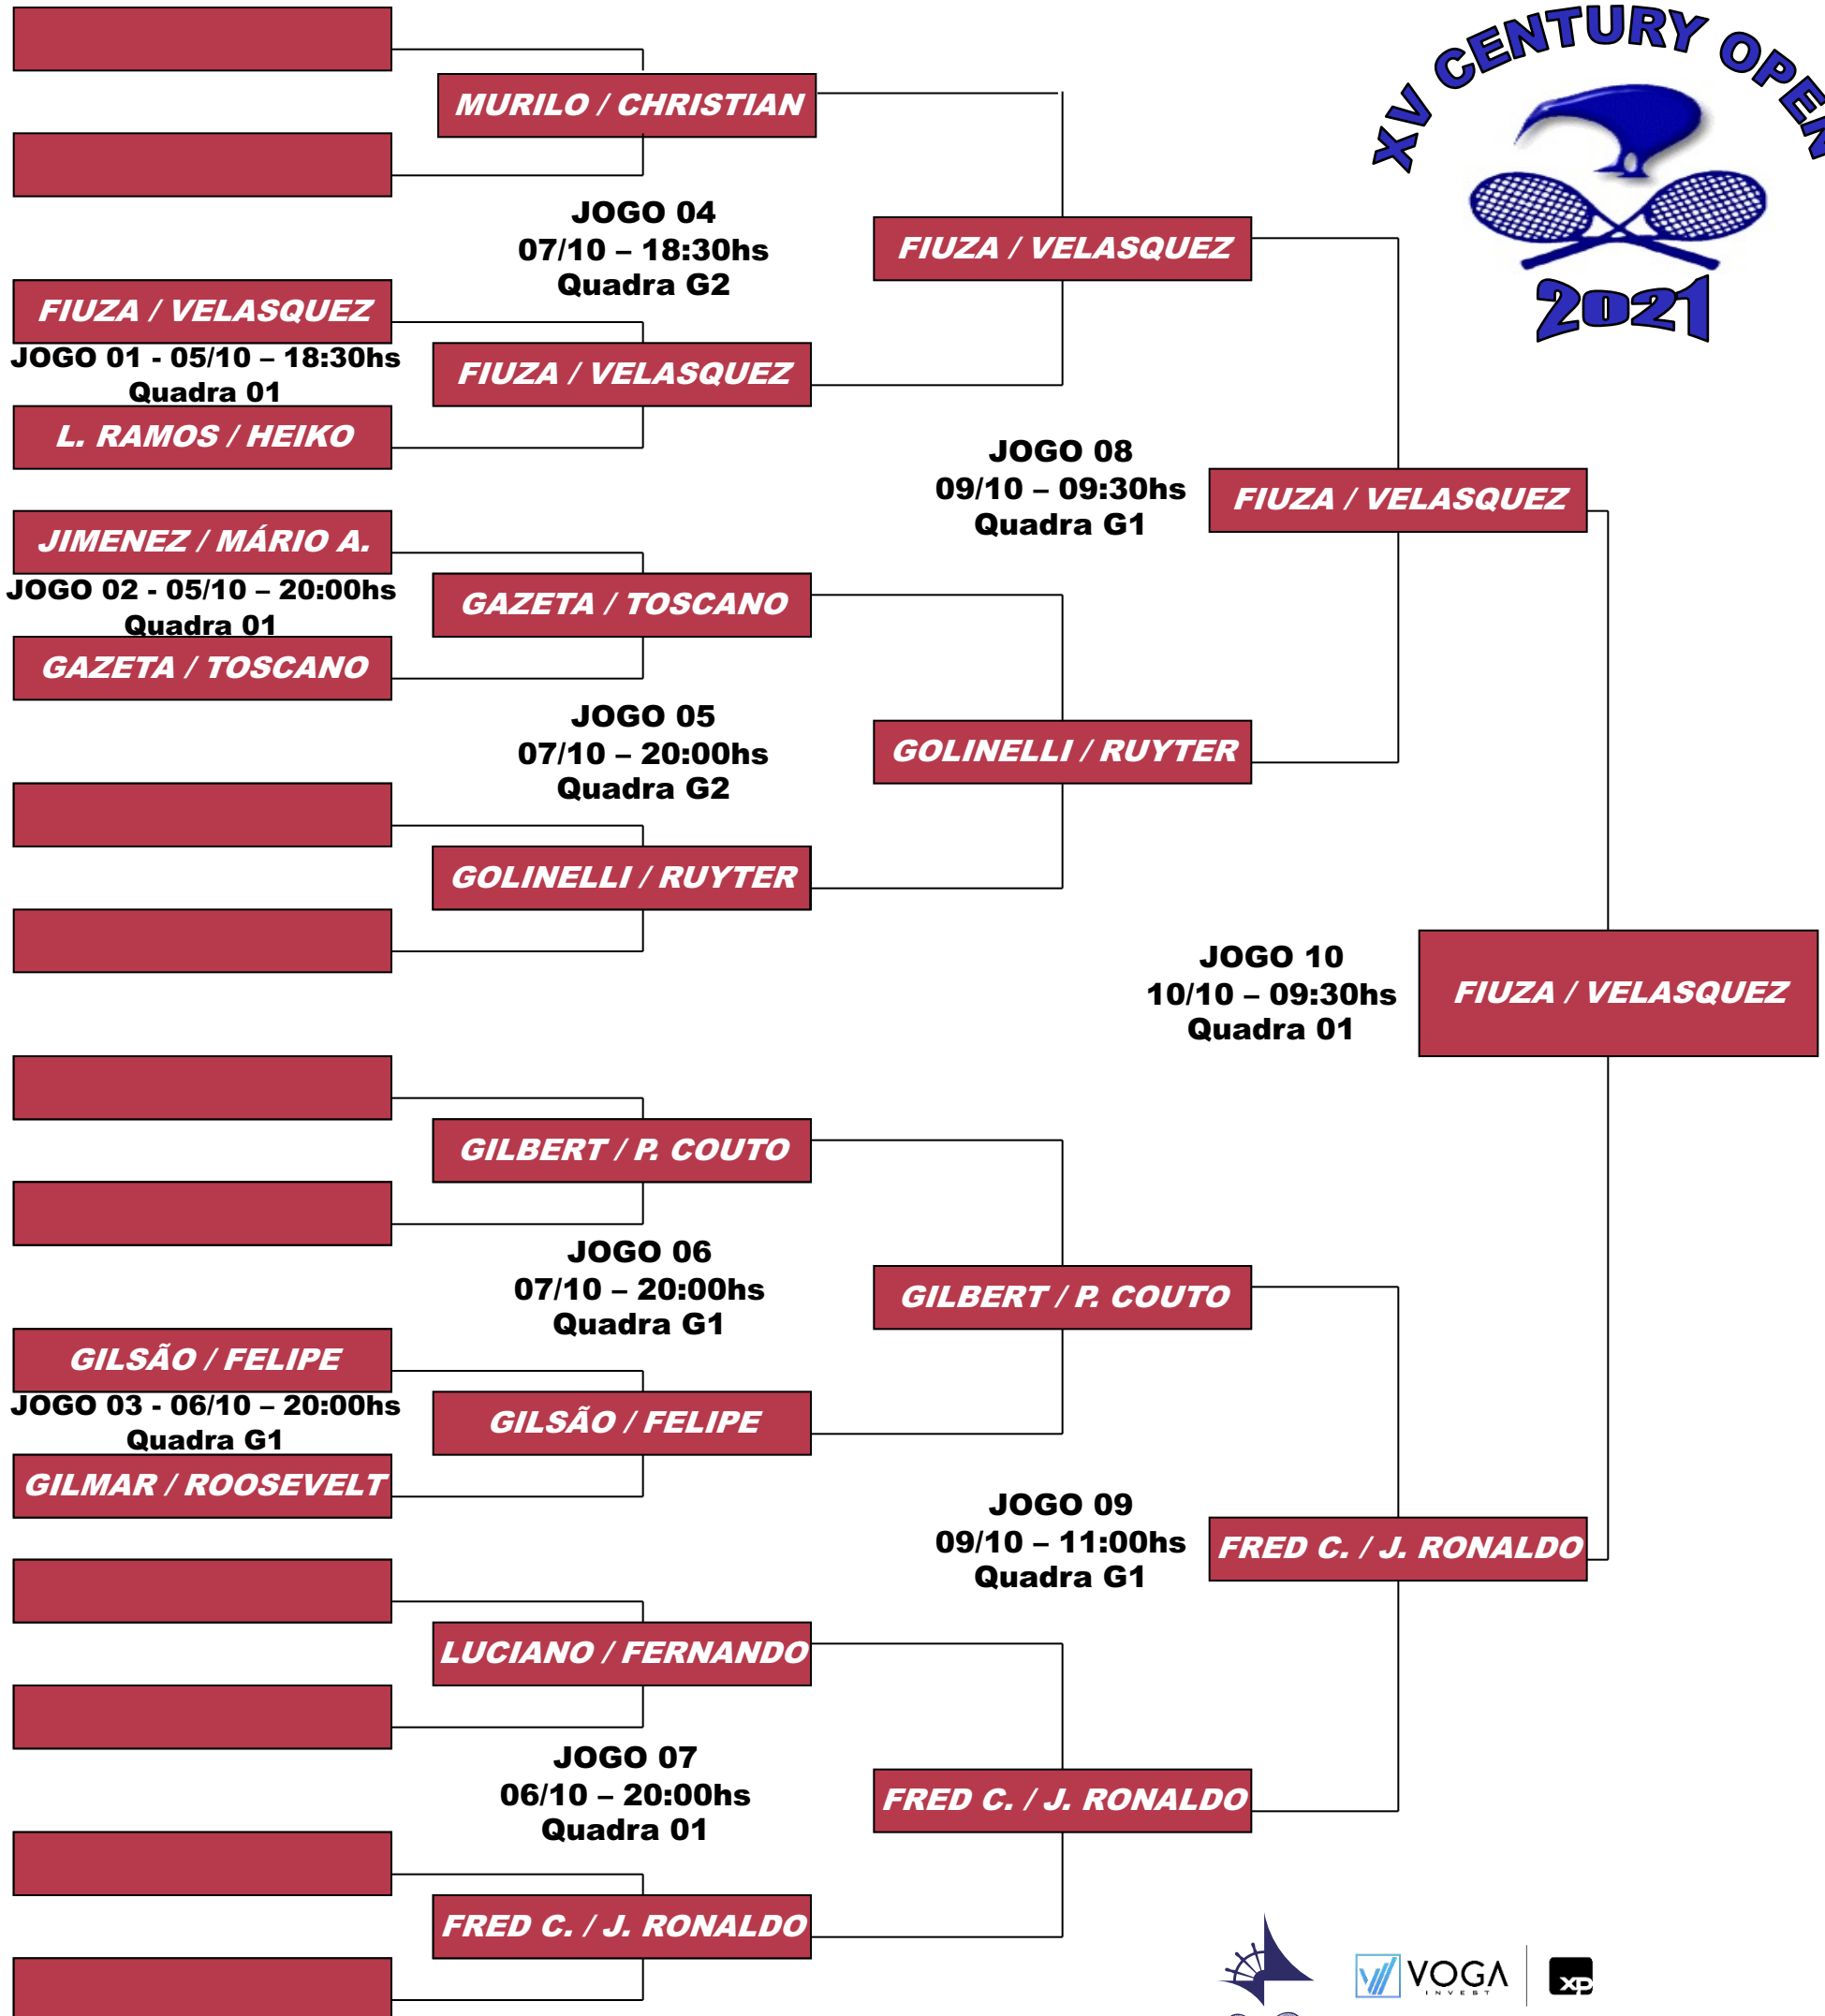 XV CENTURY OPEN
2021
MURILO / CHRISTIAN
JOGO 04
07/10 – 18:30hs
Quadra G2
FIUZA / VELASQUEZ
FIUZA / VELASQUEZ
JOGO 01 - 05/10 – 18:30hs
Quadra 01
FIUZA / VELASQUEZ
L. RAMOS / HEIKO
JOGO 08
09/10 – 09:30hs
Quadra G1
FIUZA / VELASQUEZ
JIMENEZ / MÁRIO A.
JOGO 02 - 05/10 – 20:00hs
Quadra 01
GAZETA / TOSCANO
GAZETA / TOSCANO
JOGO 05
07/10 – 20:00hs
Quadra G2
GOLINELLI / RUYTER
GOLINELLI / RUYTER
JOGO 10
10/10 – 09:30hs
Quadra 01
FIUZA / VELASQUEZ
GILBERT / P. COUTO
JOGO 06
07/10 – 20:00hs
Quadra G1
GILBERT / P. COUTO
GILSÃO / FELIPE
JOGO 03 - 06/10 – 20:00hs
Quadra G1
GILSÃO / FELIPE
GILMAR / ROOSEVELT
JOGO 09
09/10 – 11:00hs
Quadra G1
FRED C. / J. RONALDO
LUCIANO / FERNANDO
JOGO 07
06/10 – 20:00hs
Quadra 01
FRED C. / J. RONALDO
FRED C. / J. RONALDO
VOGA
INVEST
xp